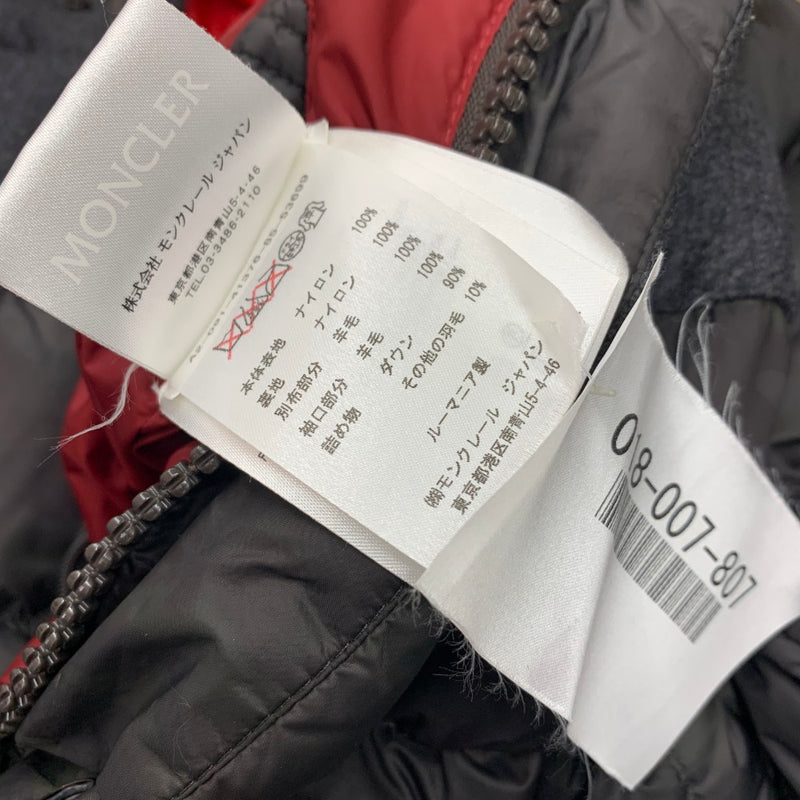 MONCLER
株式会社 モンクレール ジャパン
東京都港区南青山5-4-46
TEL.03-3486-2110
本体表地 ナイロン 100%
裏地 ナイロン 100%
別布部分 羊毛 100%
袖口部分 羊毛 100%
詰め物 ダウン 90%
その他の羽毛 10%
ルーマニア製
㈱モンクレール ジャパン
東京都港区南青山5-4-46
018-007-807